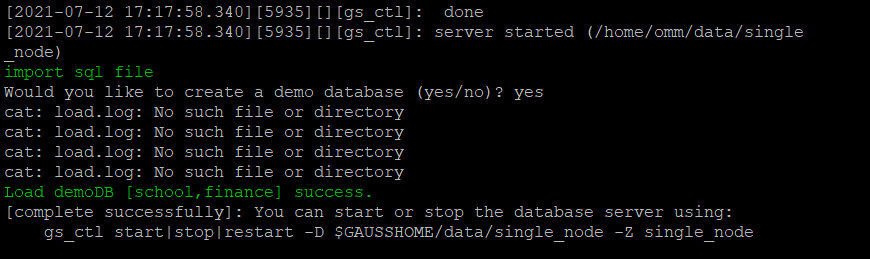 [2021-07-12 17:17:58.340][5935][][gs_ctl]:  done
[2021-07-12 17:17:58.340][5935][][gs_ctl]: server started (/home/omm/data/single
_node)
import sql file
Would you like to create a demo database (yes/no)? yes
cat: load.log: No such file or directory
cat: load.log: No such file or directory
cat: load.log: No such file or directory
cat: load.log: No such file or directory
Load demoDB [school,finance] success.
[complete successfully]: You can start or stop the database server using:
    gs_ctl start|stop|restart -D $GAUSSHOME/data/single_node -Z single_node